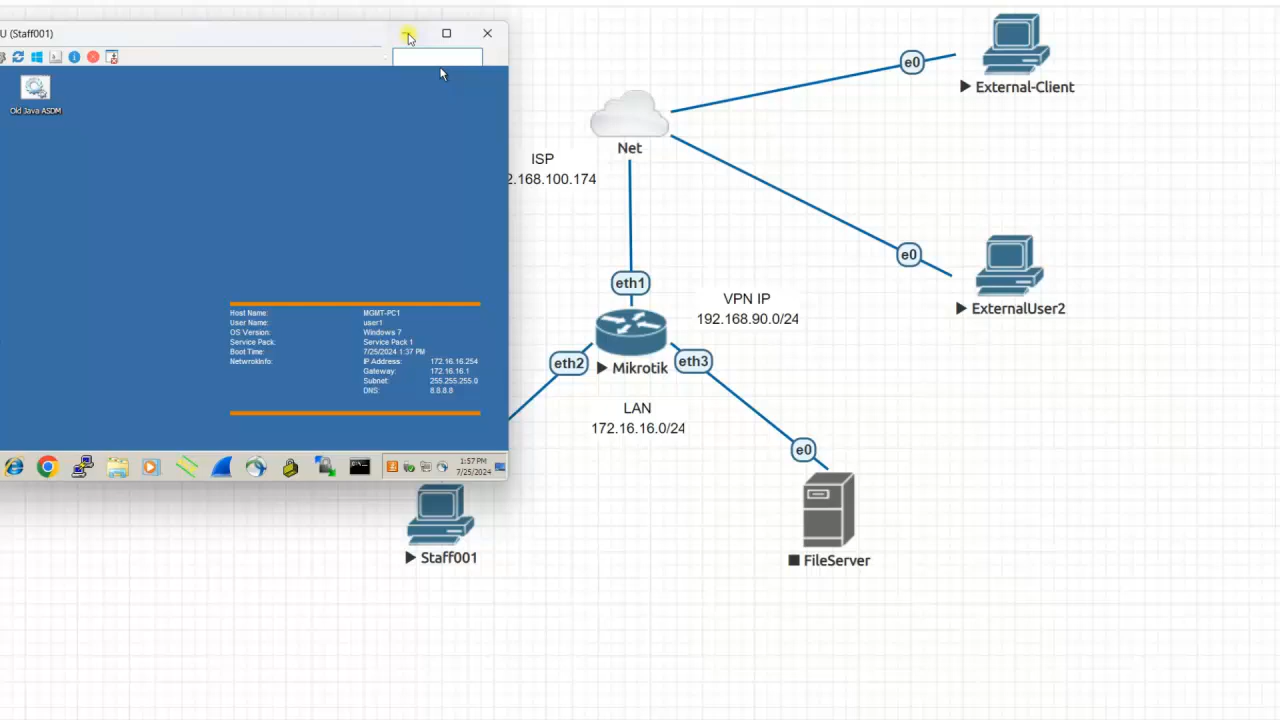 U (Staff001)
Old Java ASDM
Host Name: MGMT-PC1
User Name: user1
OS Version: Windows 7
Service Pack: Service Pack 1
Boot Time: 7/25/2024 1:37 PM
NetwrokInfo: IP Address: 172.16.16.254
Gateway: 172.16.16.1
Subnet: 255.255.255.0
DNS: 8.8.8.8
1:57 PM
7/25/2024
e0
External-Client
Net
ISP
2.168.100.174
e0
ExternalUser2
eth1
VPN IP
192.168.90.0/24
eth2
Mikrotik
eth3
LAN
172.16.16.0/24
e0
Staff001
FileServer